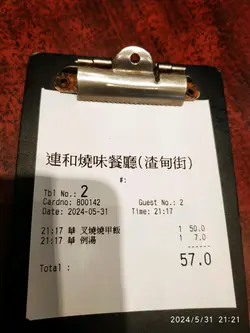 連和燒味餐廳(渣甸街)
#:
Tbl No.: 2
Cardno: 800142 Guest No.: 2
Date: 2024-05-31 Time: 21:17
21:17 華 叉燒燒甲飯 1 50.0
21:17 華 例湯 1 7.0
Total : 57.0
2024/5/31 21:21